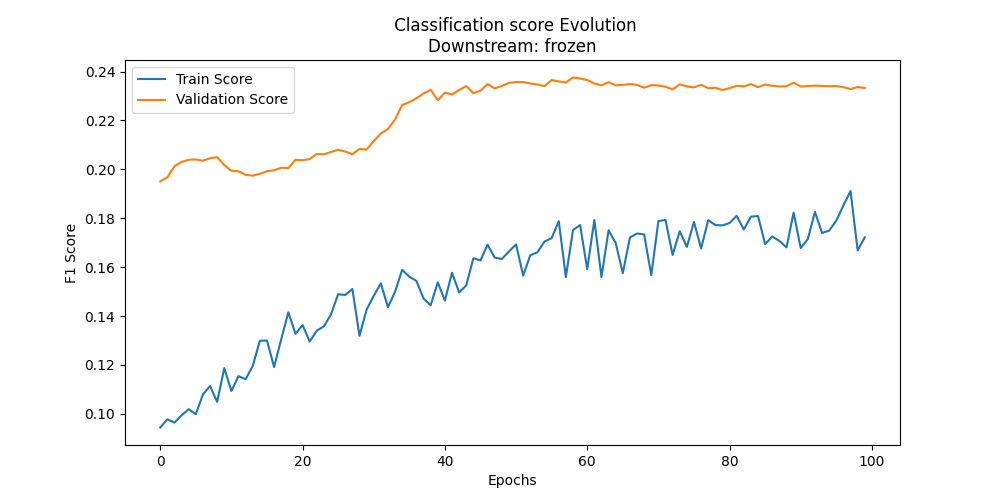 Classification score Evolution
Downstream: frozen
Train Score
Validation Score
F1 Score
0.24
0.22
0.20
0.18
0.16
0.14
0.12
0.10
0
20
40
60
80
100
Epochs